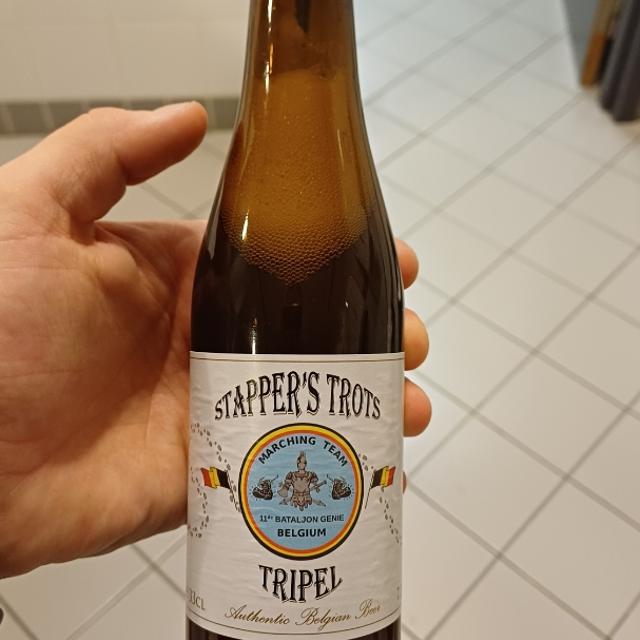 STAPPER'S TROTS
MARCHING TEAM
11de BATALJON GENIE
BELGIUM
TRIPEL
33CL
Authentic Belgian Beer